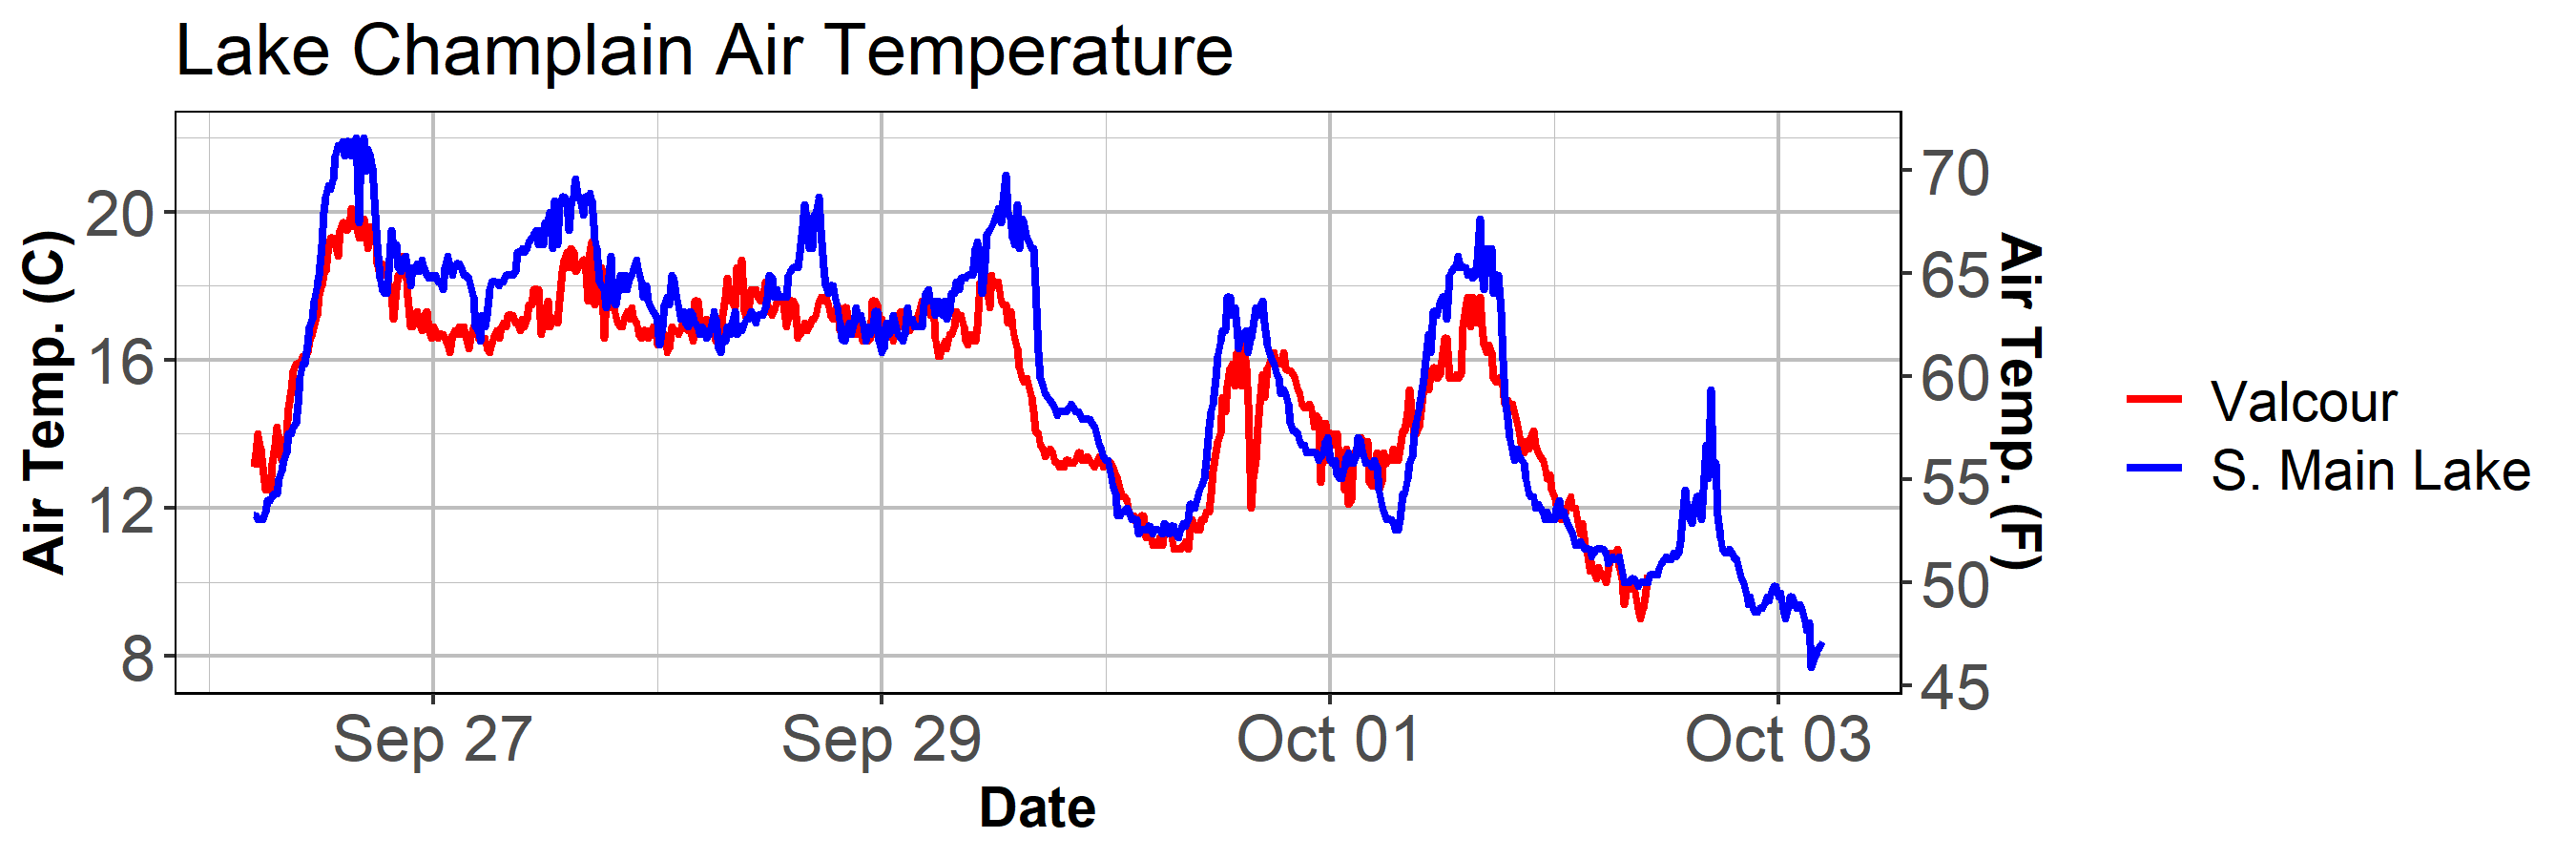 Lake Champlain Air Temperature
Air Temp. (C)
20
16
12
8
70
65
60
55
50
45
Air Temp. (F)
Sep 27
Sep 29
Oct 01
Oct 03
Date
Valcour
S. Main Lake